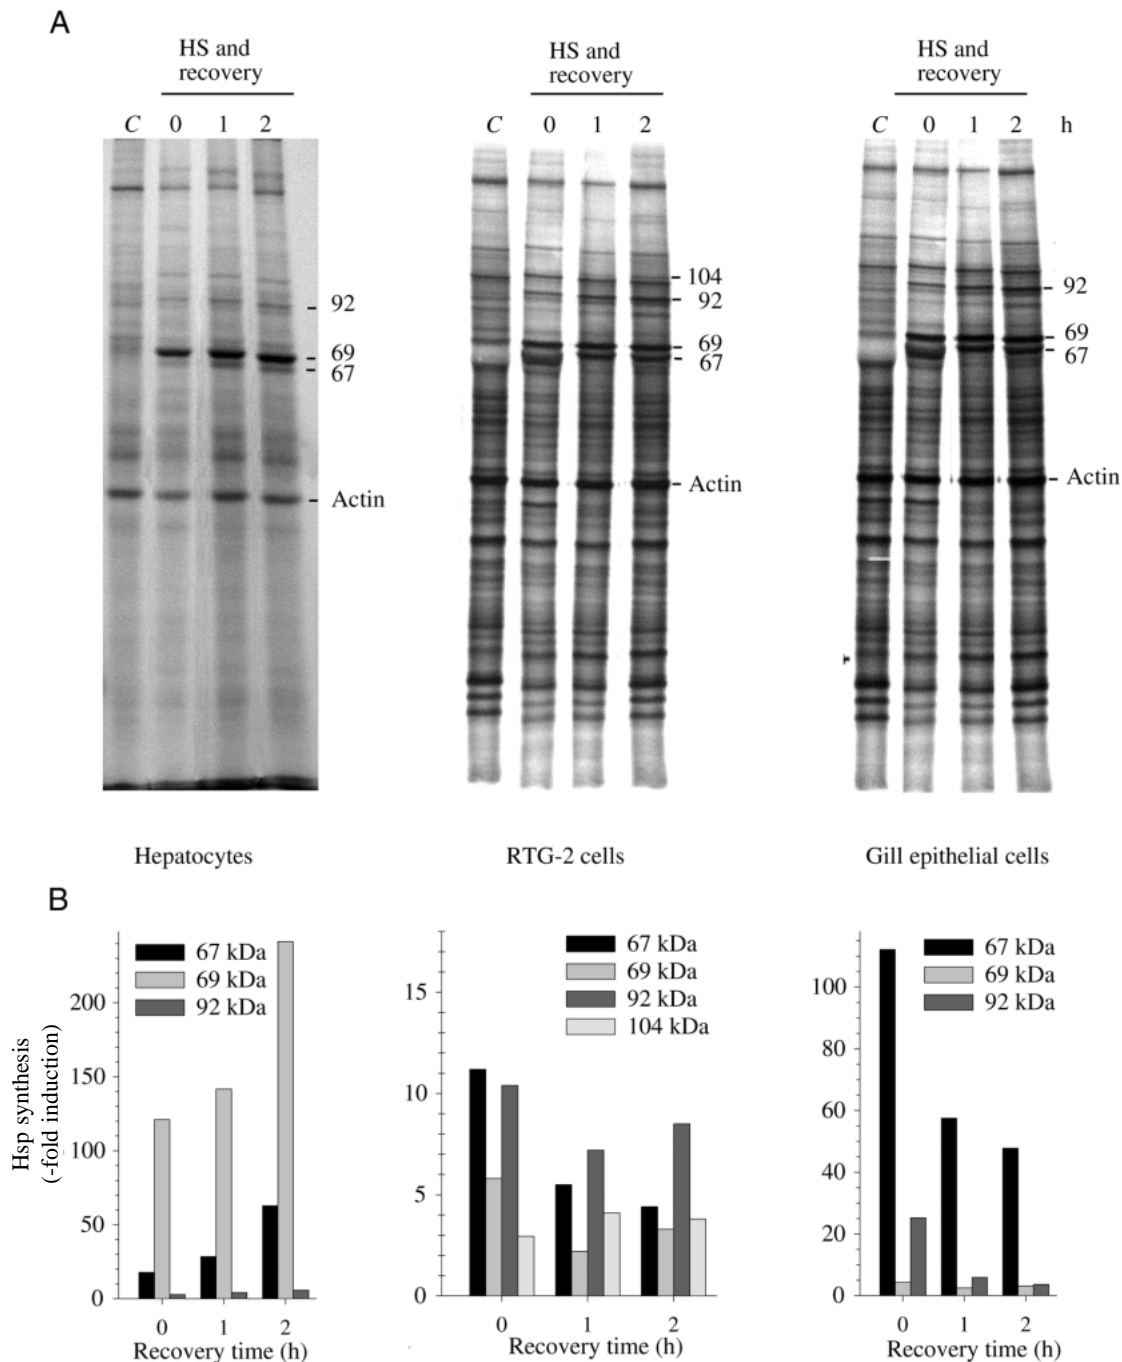 A
HS and
recovery
C 0 1 2
92
69
67
Actin
Hepatocytes
HS and
recovery
C 0 1 2
104
92
69
67
Actin
RTG-2 cells
HS and
recovery
C 0 1 2 h
92
69
67
Actin
Gill epithelial cells
B
Hsp synthesis
(-fold induction)
67 kDa
69 kDa
92 kDa
200
150
100
50
0
0 1 2
Recovery time (h)
67 kDa
69 kDa
92 kDa
104 kDa
15
10
5
0
0 1 2
Recovery time (h)
67 kDa
69 kDa
92 kDa
100
80
60
40
20
0
0 1 2
Recovery time (h)